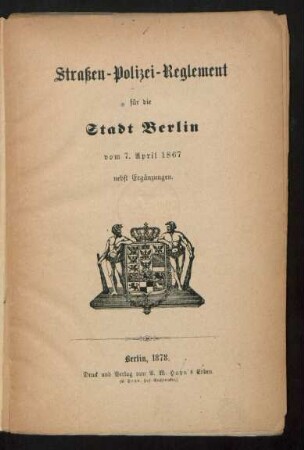 Straßen-Polizei-Reglement
für die
Stadt Berlin
vom 7. April 1867
nebst Ergänzungen.
Berlin, 1878.
Druck und Verlag von A. W. Hayn's Erben.